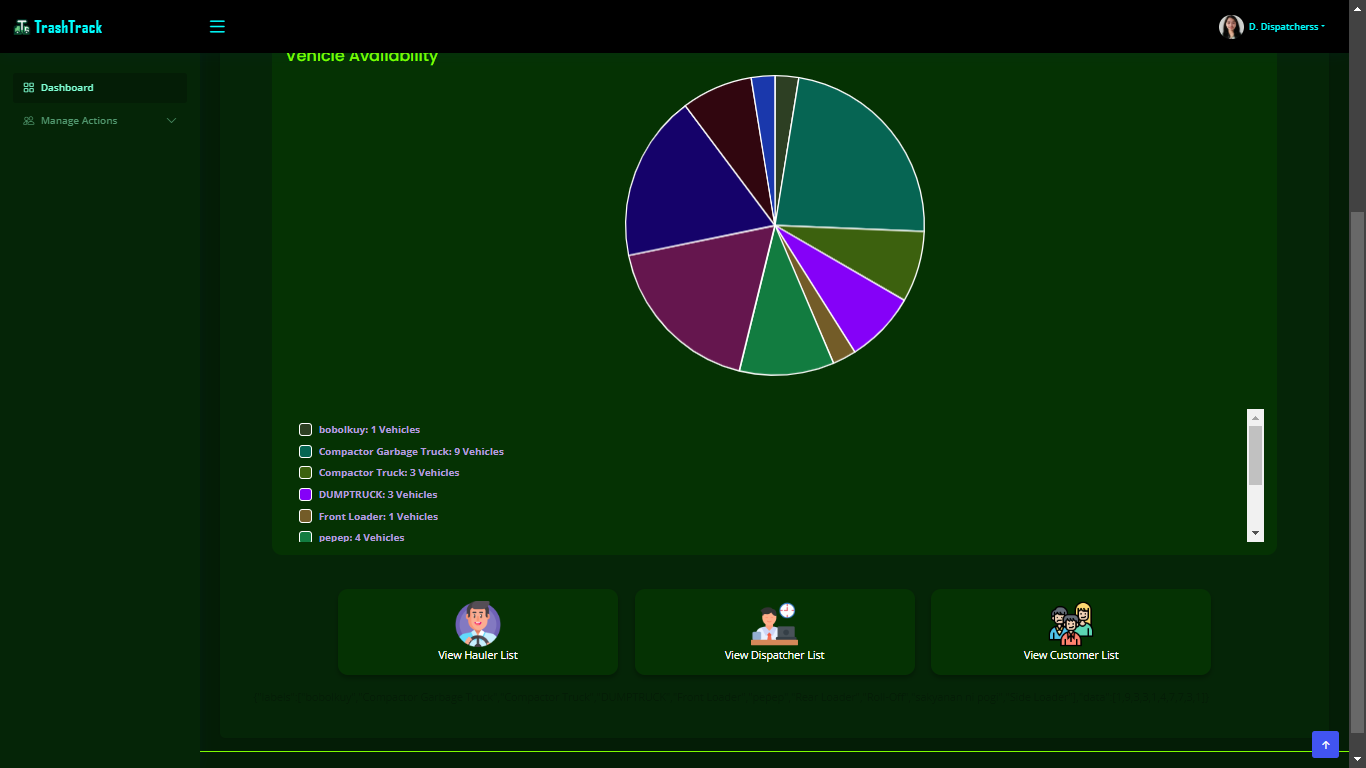 TrashTrack
D. Dispatcherss
Dashboard
Manage Actions
Vehicle Availability
bobolkuy: 1 Vehicles
Compactor Garbage Truck: 9 Vehicles
Compactor Truck: 3 Vehicles
DUMPTRUCK: 3 Vehicles
Front Loader: 1 Vehicles
pepep: 4 Vehicles
View Hauler List
View Dispatcher List
View Customer List